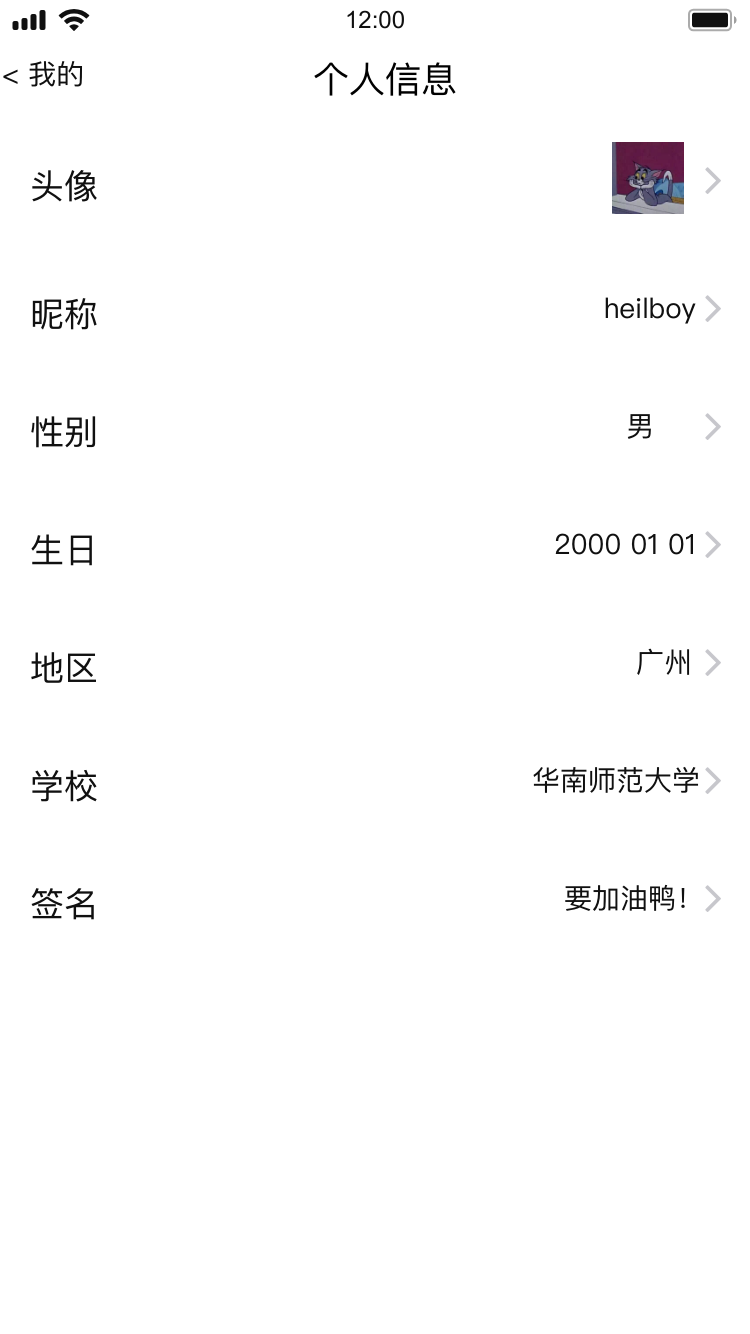 12:00
< 我的
个人信息
头像
昵称 heilboy
性别 男
生日 2000 01 01
地区 广州
学校 华南师范大学
签名 要加油鸭！